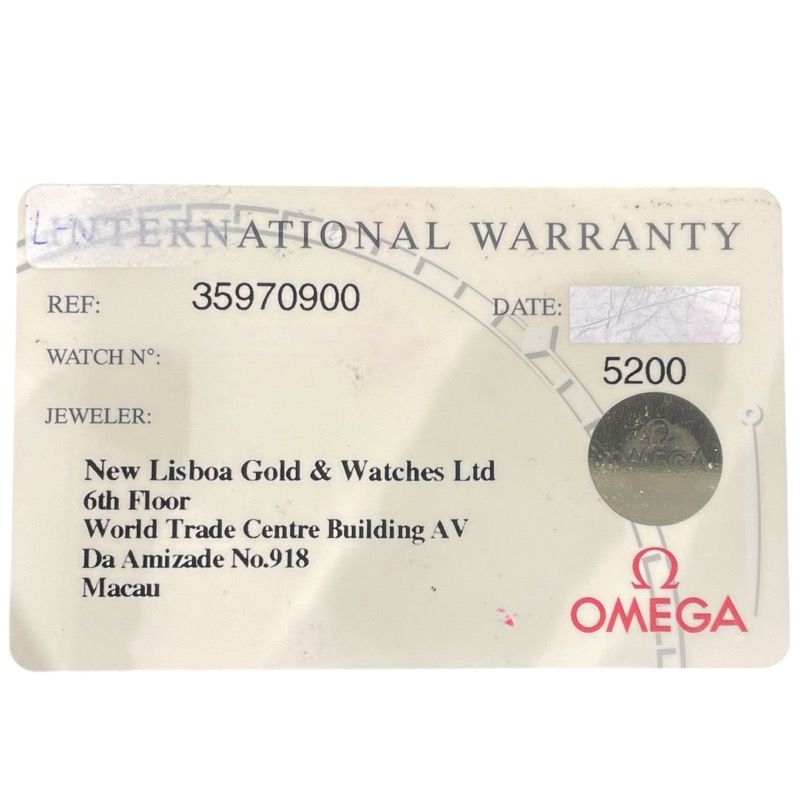 L-N
INTERNATIONAL WARRANTY
REF: 35970900 DATE:
WATCH N°:
5200
JEWELER:
OMEGA
New Lisboa Gold & Watches Ltd
6th Floor
World Trade Centre Building AV
Da Amizade No.918
Macau
Ω
OMEGA